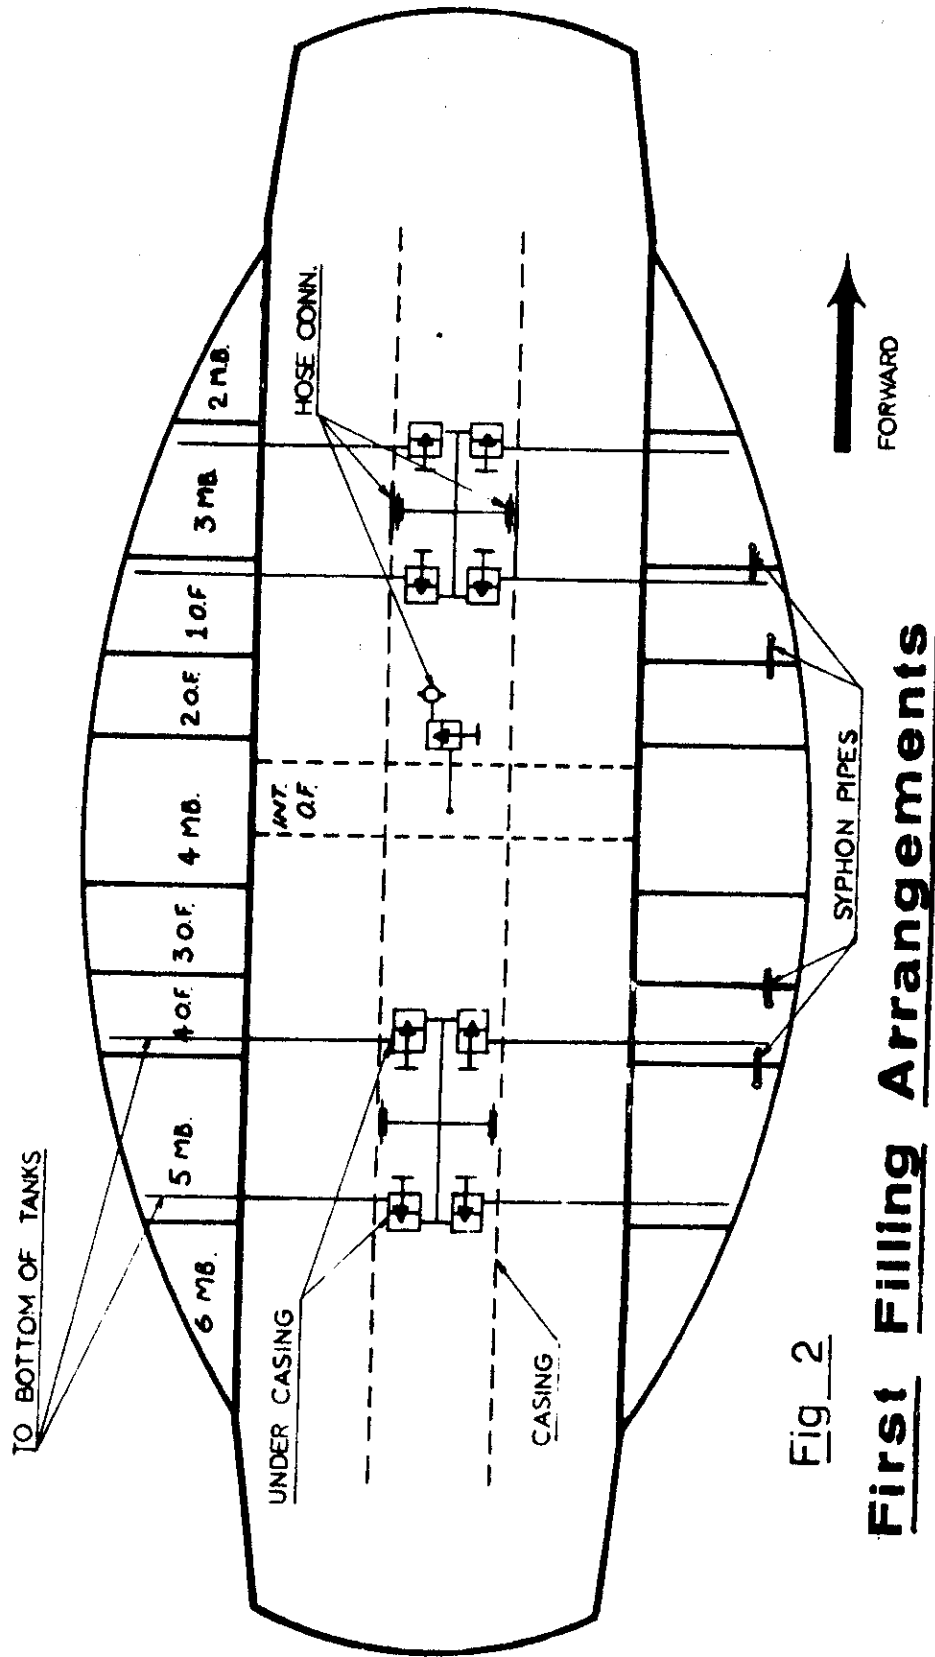 TO BOTTOM OF TANKS
6 MB.
5 MB.
4 O.F.
3 O.F.
4 MB.
2 O.F.
1 O.F
3 MB
2 M.B.
INT.
O.F.
HOSE CONN.
UNDER CASING
CASING
SYPHON PIPES
FORWARD
Fig 2
First Filling Arrangements